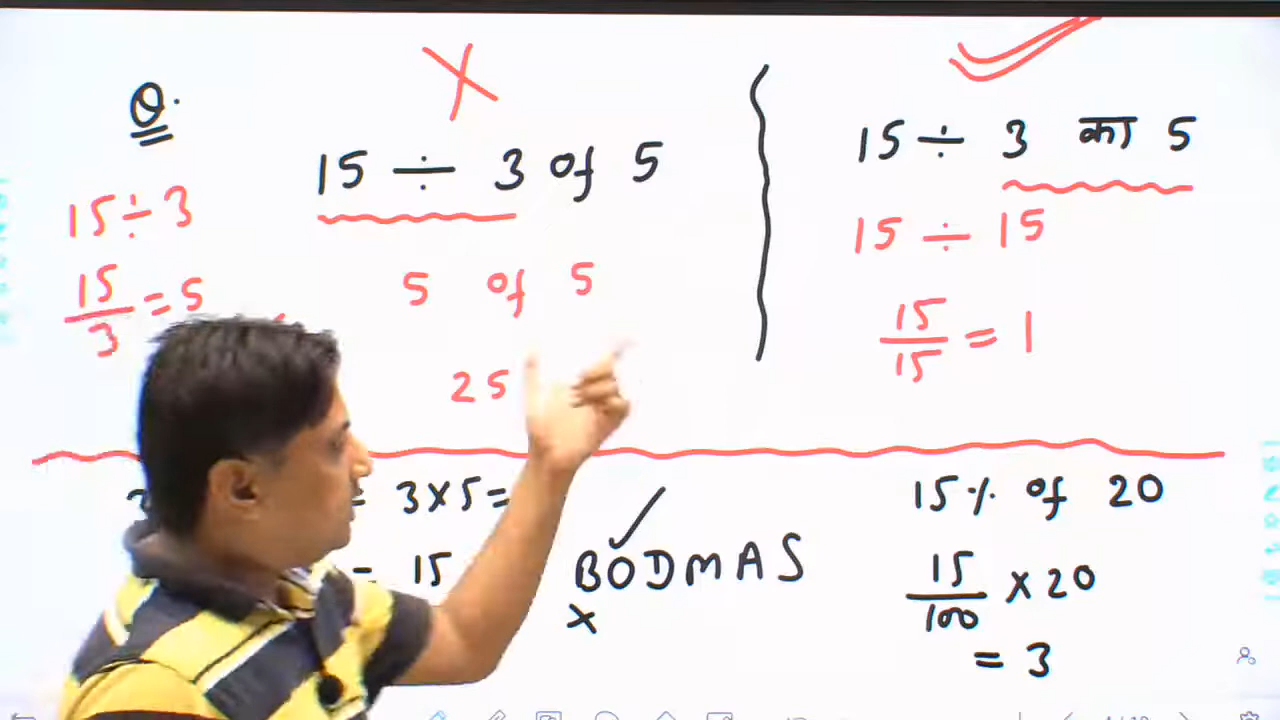 Q.
15 ÷ 3 of 5
15 ÷ 3
15/3 = 5
5 of 5
25
15 ÷ 3 का 5
15 ÷ 15
15/15 = 1
= 3 × 5 =
= 15
BODMAS
15% of 20
15/100 × 20
= 3